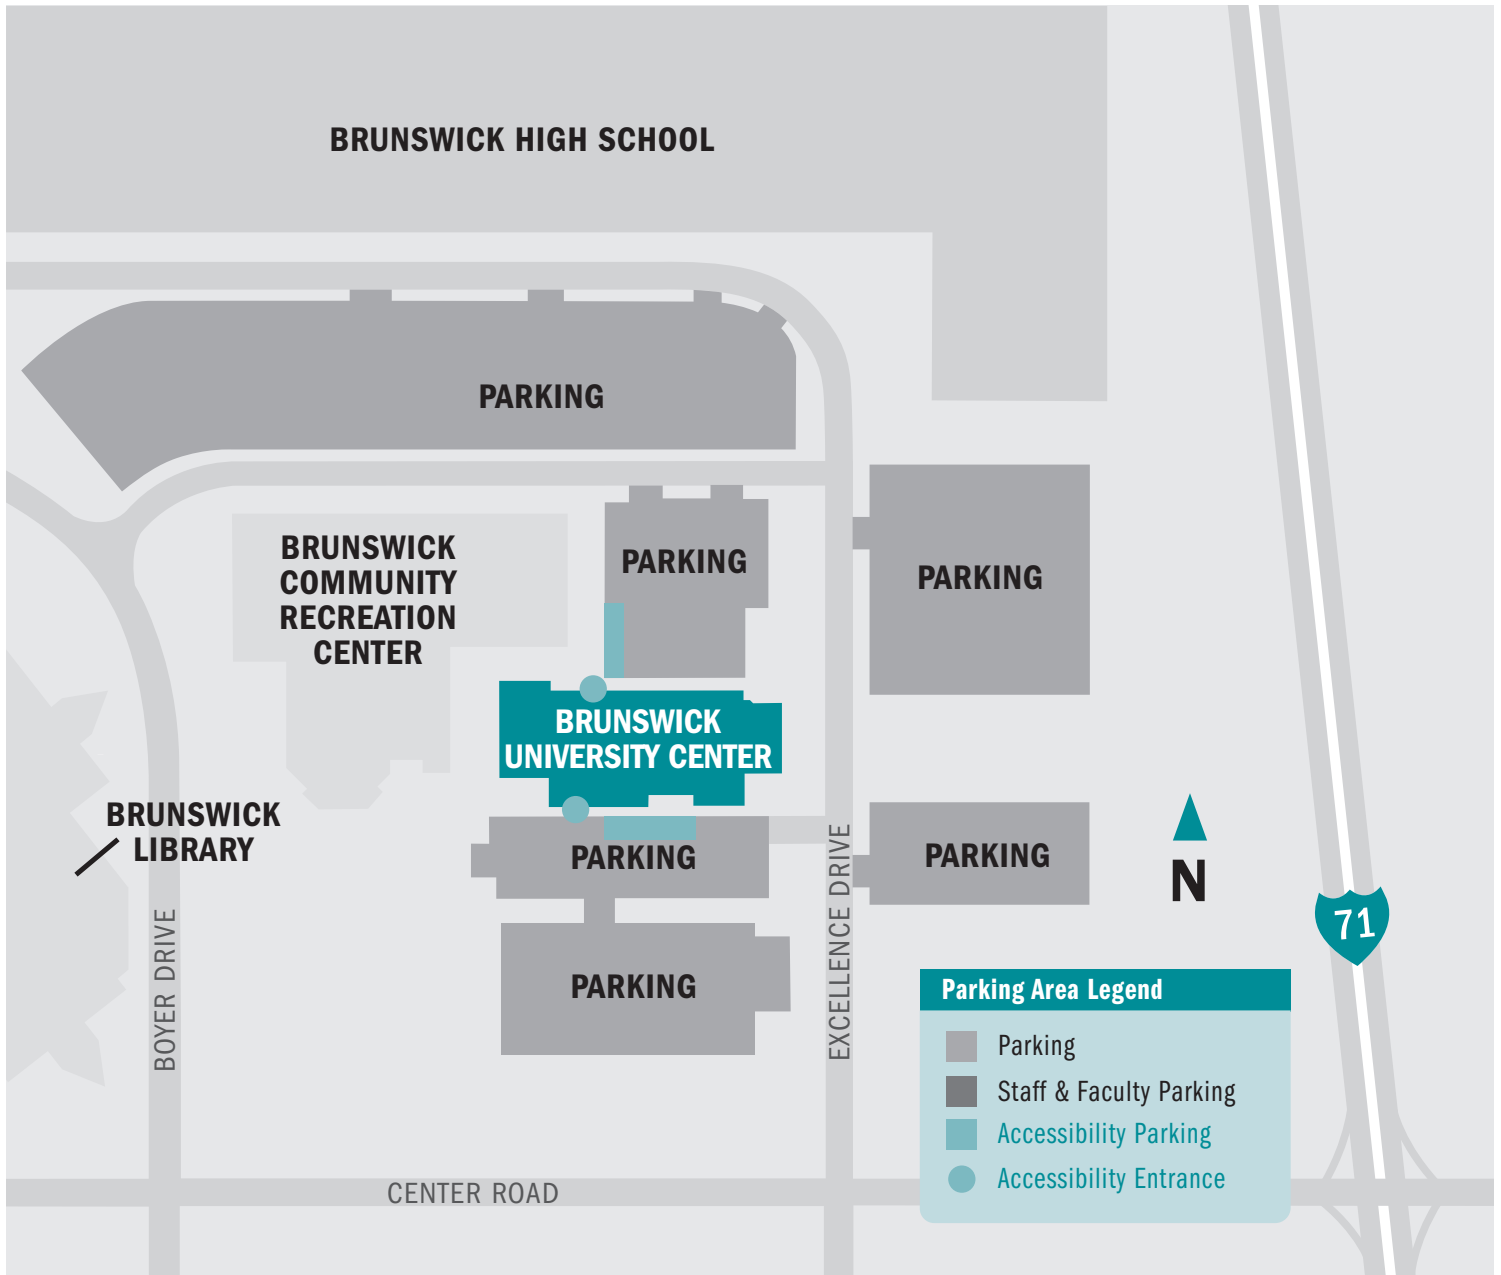 BRUNSWICK HIGH SCHOOL
PARKING
BRUNSWICK
COMMUNITY
RECREATION
CENTER
PARKING
PARKING
BRUNSWICK
UNIVERSITY CENTER
BRUNSWICK
LIBRARY
PARKING
PARKING
N
71
PARKING
BOYER DRIVE
EXCELLENCE DRIVE
Parking Area Legend
Parking
Staff & Faculty Parking
Accessibility Parking
Accessibility Entrance
CENTER ROAD